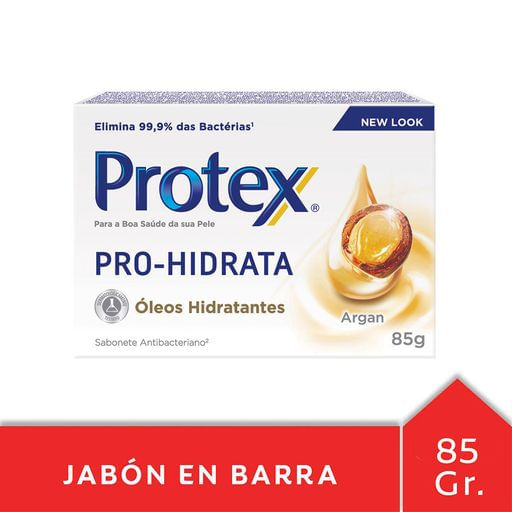 Elimina 99,9% das Bactérias¹
NEW LOOK
Protex®
Para a Boa Saúde da sua Pele
PRO-HIDRATA
Óleos Hidratantes
Argan
85g
Sabonete Antibacteriano²
JABÓN EN BARRA
85
Gr.